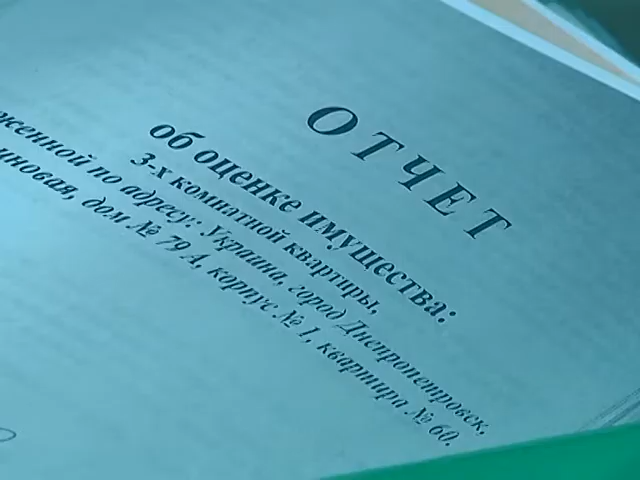 ОТЧЕТ
об оценке имущества:
3-х комнатной квартиры,
женной по адресу: Украина, город Днепропетровск,
новая, дом № 79 А, корпус № 1, квартира № 60.